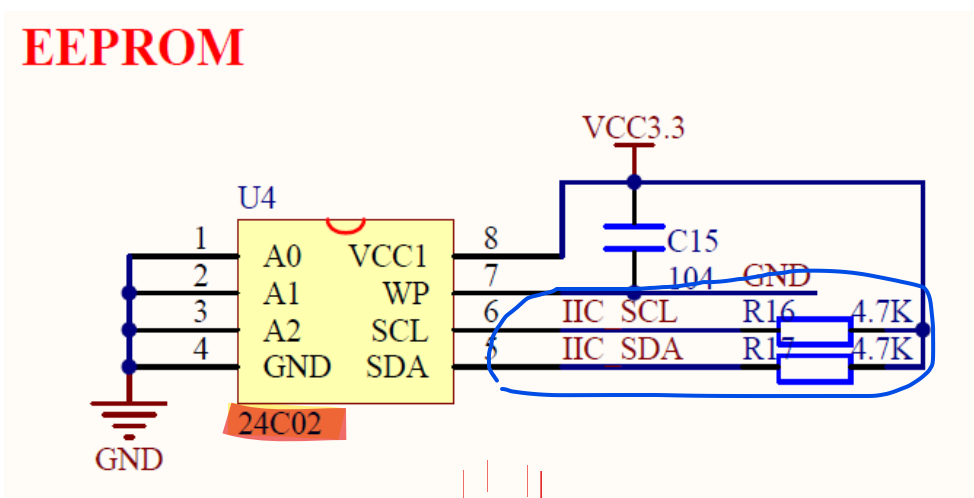 EEPROM
VCC3.3
U4
1 A0 VCC1 8
C15
2 A1 WP 7 104 GND
3 A2 SCL 6 IIC_SCL R16 4.7K
4 GND SDA 5 IIC_SDA R17 4.7K
24C02
GND